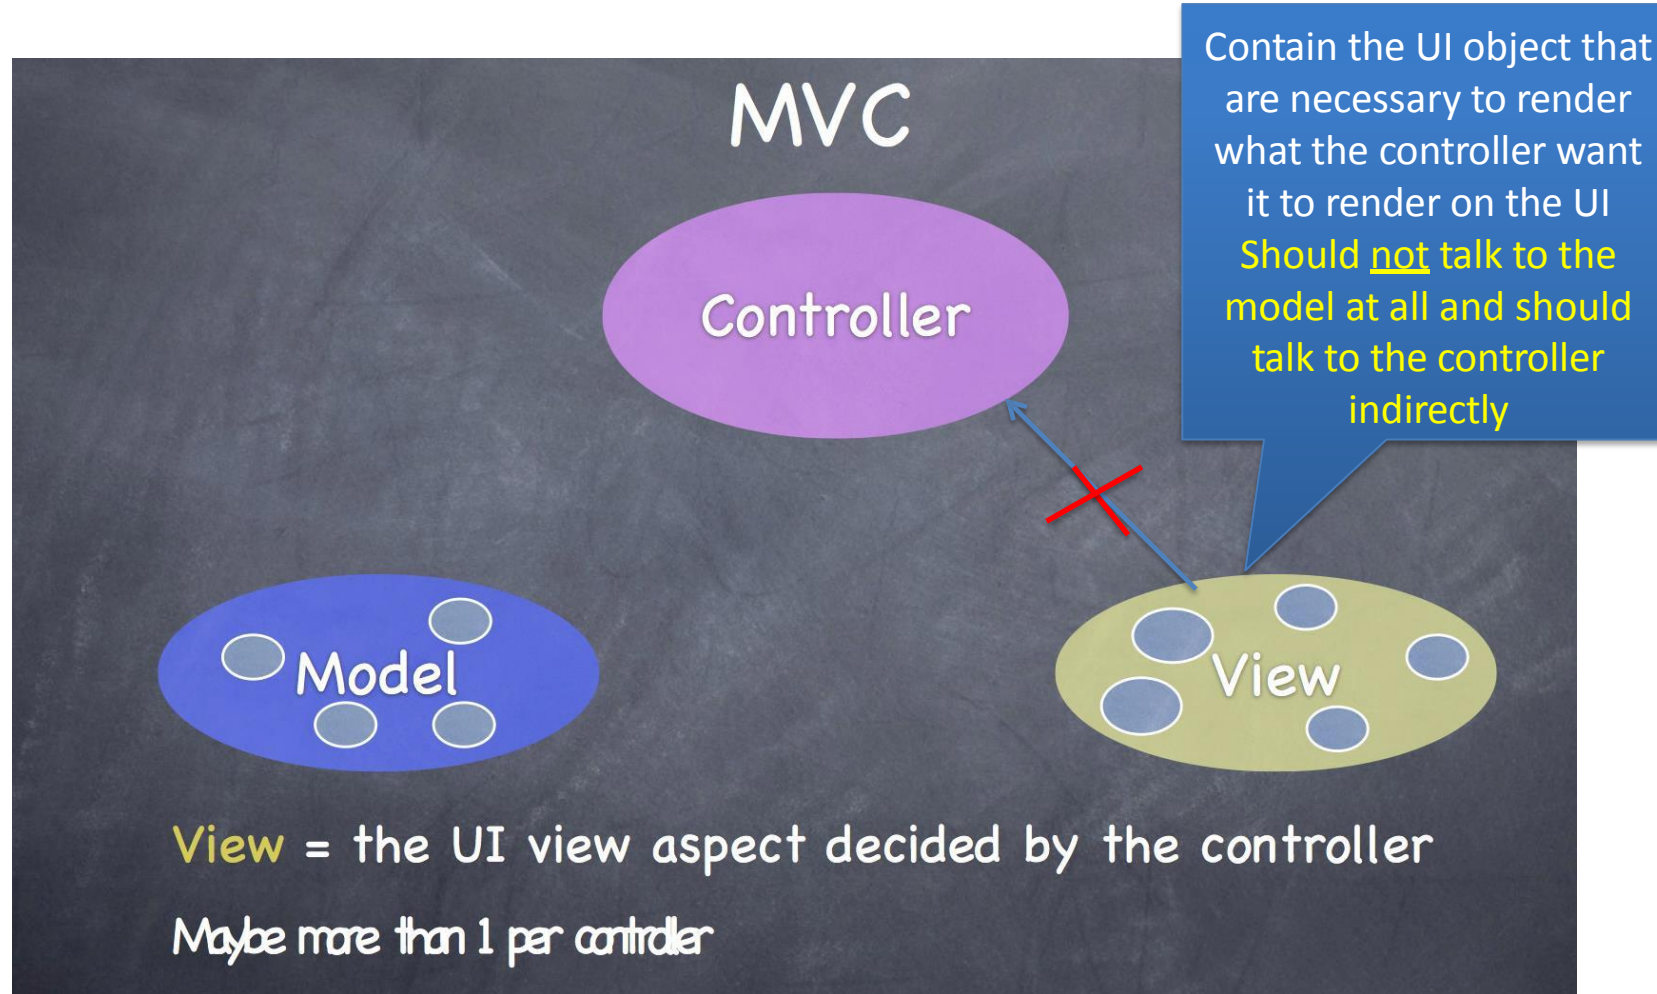 MVC
Contain the UI object that
are necessary to render
what the controller want
it to render on the UI
Should not talk to the
model at all and should
talk to the controller
indirectly
Controller
Model
View
View = the UI view aspect decided by the controller
Maybe more than 1 per controller